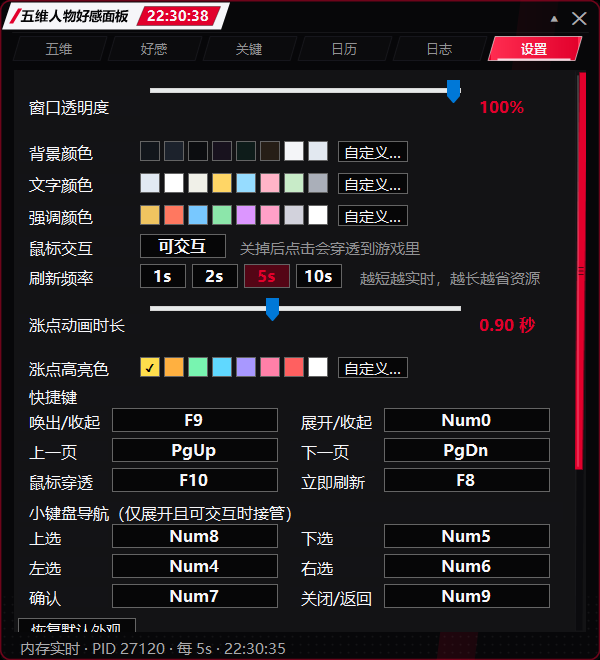 五维人物好感面板 22:30:38
五维 好感 关键 日历 日志 设置
窗口透明度 100%
背景颜色 自定义...
文字颜色 自定义...
强调颜色 自定义...
鼠标交互 可交互 关掉后点击会穿透到游戏里
刷新频率 1s 2s 5s 10s 越短越实时，越长越省资源
涨点动画时长 0.90 秒
涨点高亮色 自定义...
快捷键
唤出/收起 F9 展开/收起 Num0
上一页 PgUp 下一页 PgDn
鼠标穿透 F10 立即刷新 F8
小键盘导航（仅展开且可交互时接管）
上选 Num8 下选 Num5
左选 Num4 右选 Num6
确认 Num7 关闭/返回 Num9
恢复默认外观
内存实时 · PID 27120 · 每 5s · 22:30:35